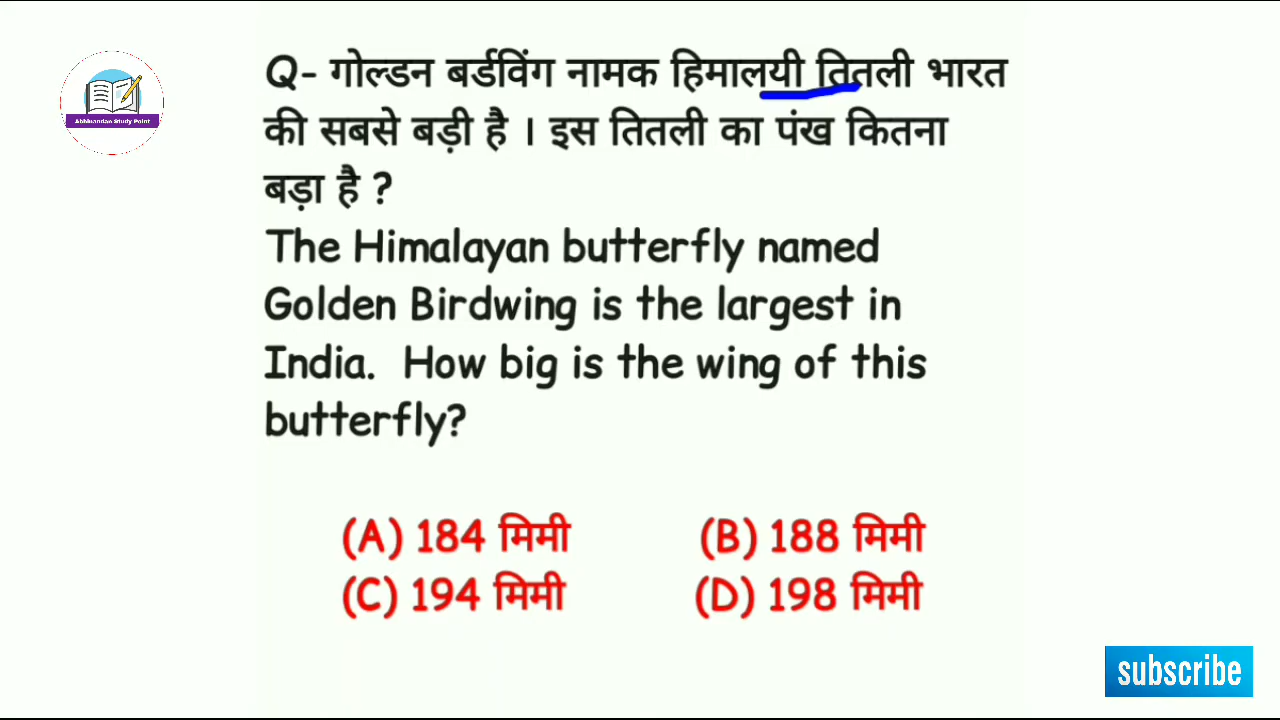 Abhinandan Study Point
Q- गोल्डन बर्डविंग नामक हिमालयी तितली भारत
की सबसे बड़ी है । इस तितली का पंख कितना
बड़ा है ?
The Himalayan butterfly named
Golden Birdwing is the largest in
India. How big is the wing of this
butterfly?
(A) 184 मिमी (B) 188 मिमी
(C) 194 मिमी (D) 198 मिमी
subscribe